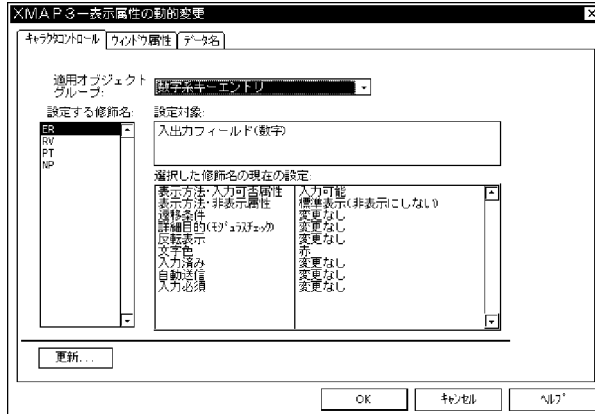 XMAP3ー表示属性の動的変更
ｷｬﾗｸﾀｺﾝﾄﾛｰﾙ ｳｨﾝﾄﾞｳ属性 ﾃﾞｰﾀ名
適用オブジェクト
グループ:
数字系キーエントリ
設定する修飾名: 設定対象:
ER
RV
PT
NP
入出力フィールド(数字)
選択した修飾名の現在の設定:
表示方法・入力可否属性 入力可能
表示方法・非表示属性 標準表示(非表示にしない)
遷移条件 変更なし
詳細目的(ﾓｼﾞｭﾗｽﾁｪｯｸ) 変更なし
反転表示 変更なし
文字色 赤
入力済み 変更なし
自動送信 変更なし
入力必須 変更なし
更新...
OK ｷｬﾝｾﾙ ﾍﾙﾌﾟ